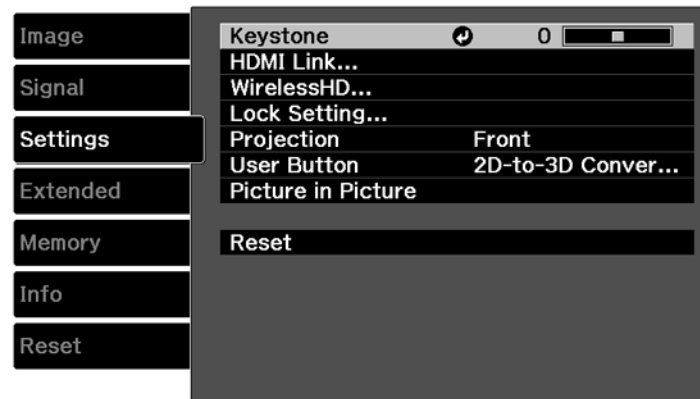 Image
Signal
Settings
Extended
Memory
Info
Reset
Keystone 0
HDMI Link...
WirelessHD...
Lock Setting...
Projection Front
User Button 2D-to-3D Conver...
Picture in Picture
Reset